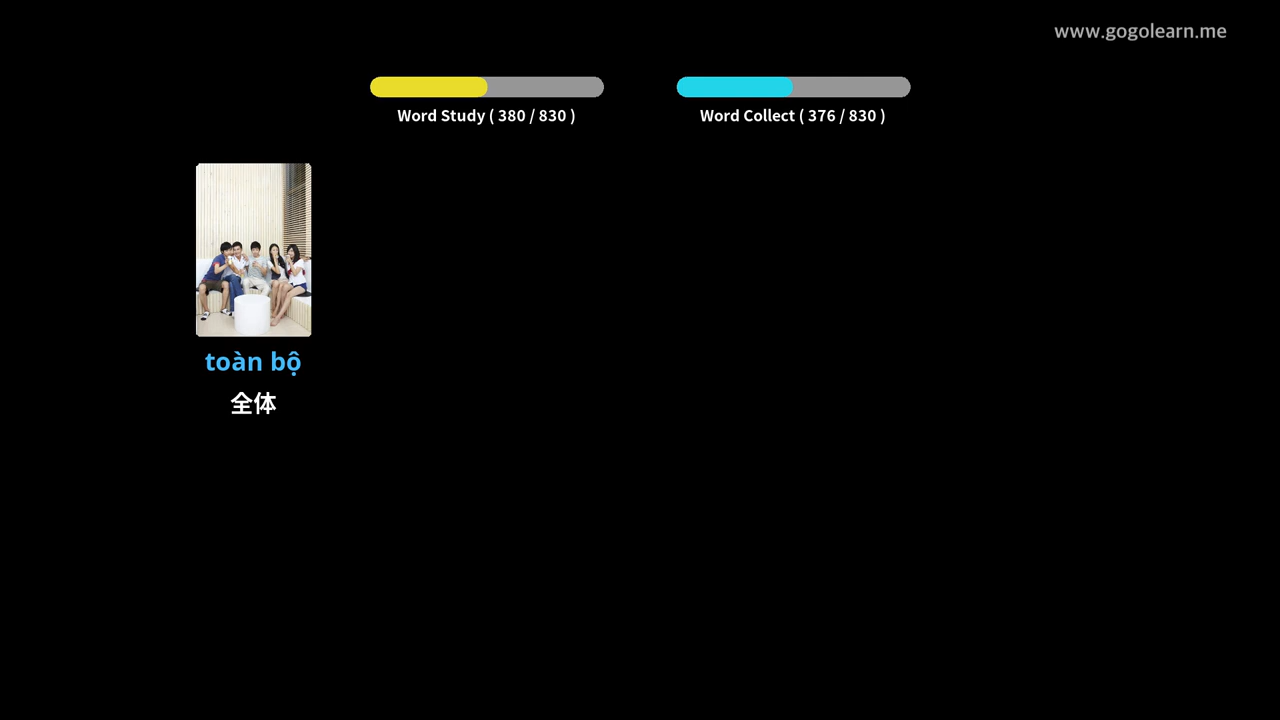 www.gogolearn.me
Word Study ( 380 / 830 )
Word Collect ( 376 / 830 )
toàn bộ
全体